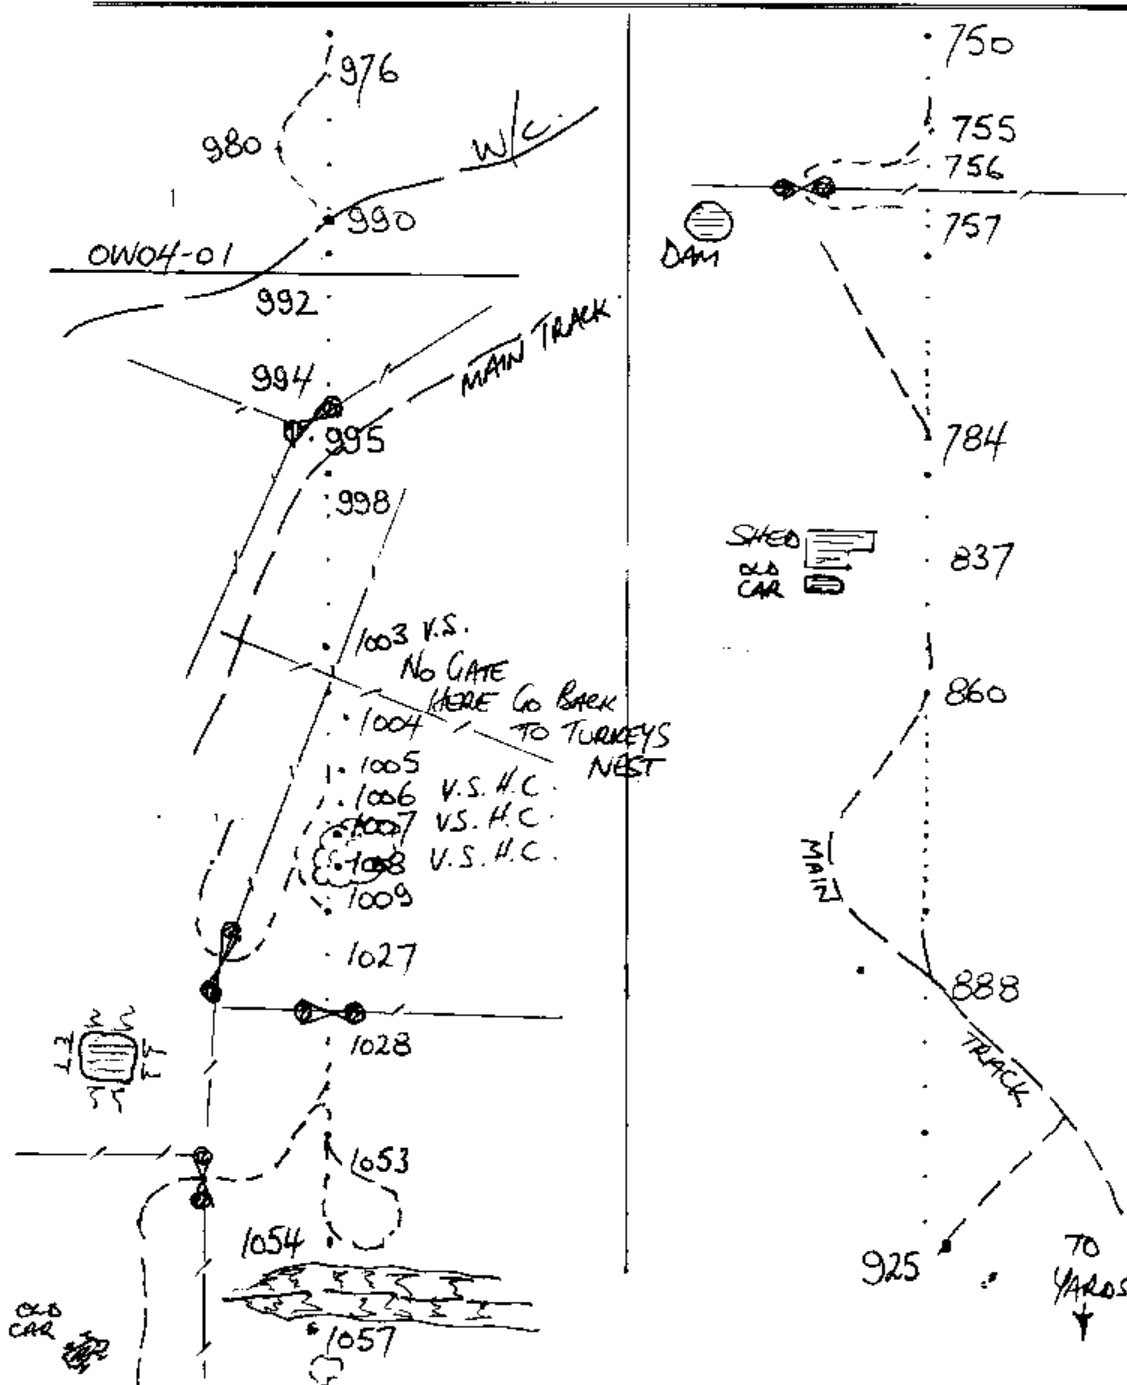 976
980
W/C.
990
OW04-01
992
MAIN TRACK
994
995
998
1003 V.S.
NO GATE
HERE GO BACK
TO TURKEYS
NEST
1004
1005
1006 V.S. H.C.
1007 V.S. H.C.
1008 V.S. H.C.
1009
1027
1028
1053
1054
OLD
CAR
1057
750
755
756
757
DAM
784
SHED
OLD
CAR
837
860
MAIN
888
TRACK
925
TO
YARDS